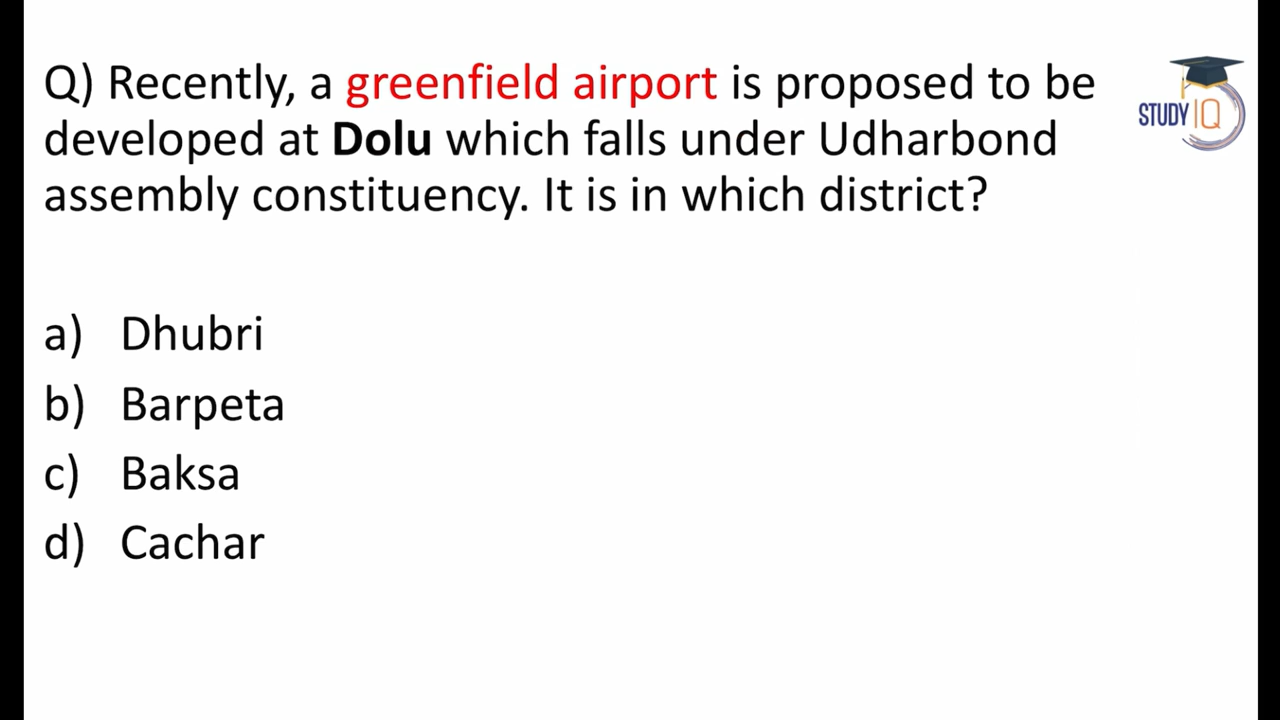 Q) Recently, a greenfield airport is proposed to be
developed at Dolu which falls under Udharbond
assembly constituency. It is in which district?
STUDY IQ
a) Dhubri
b) Barpeta
c) Baksa
d) Cachar